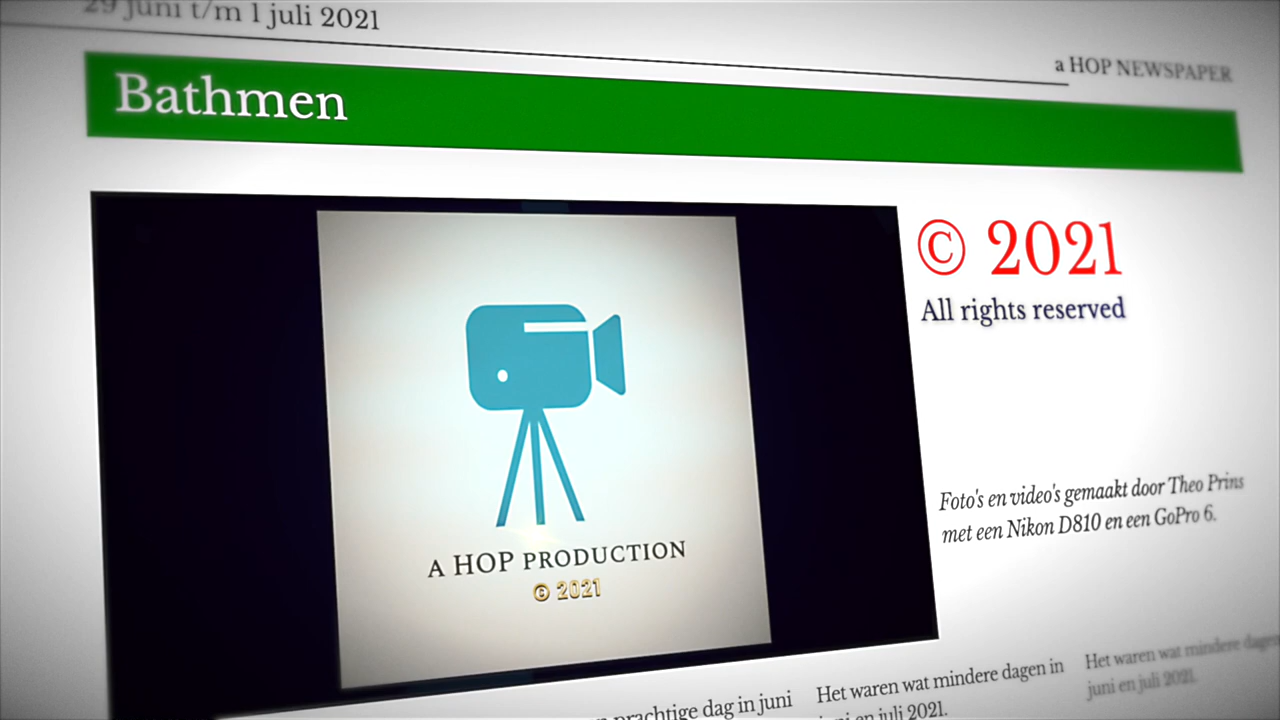 29 juni t/m 1 juli 2021
a HOP NEWSPAPER
Bathmen
© 2021
All rights reserved
Foto's en video's gemaakt door Theo Prins
met een Nikon D810 en een GoPro 6.
A HOP PRODUCTION
© 2021
prachtige dag in juni
Het waren wat mindere dagen in
juni en juli 2021.
Het waren wat mindere dagen
juni en juli 2021.